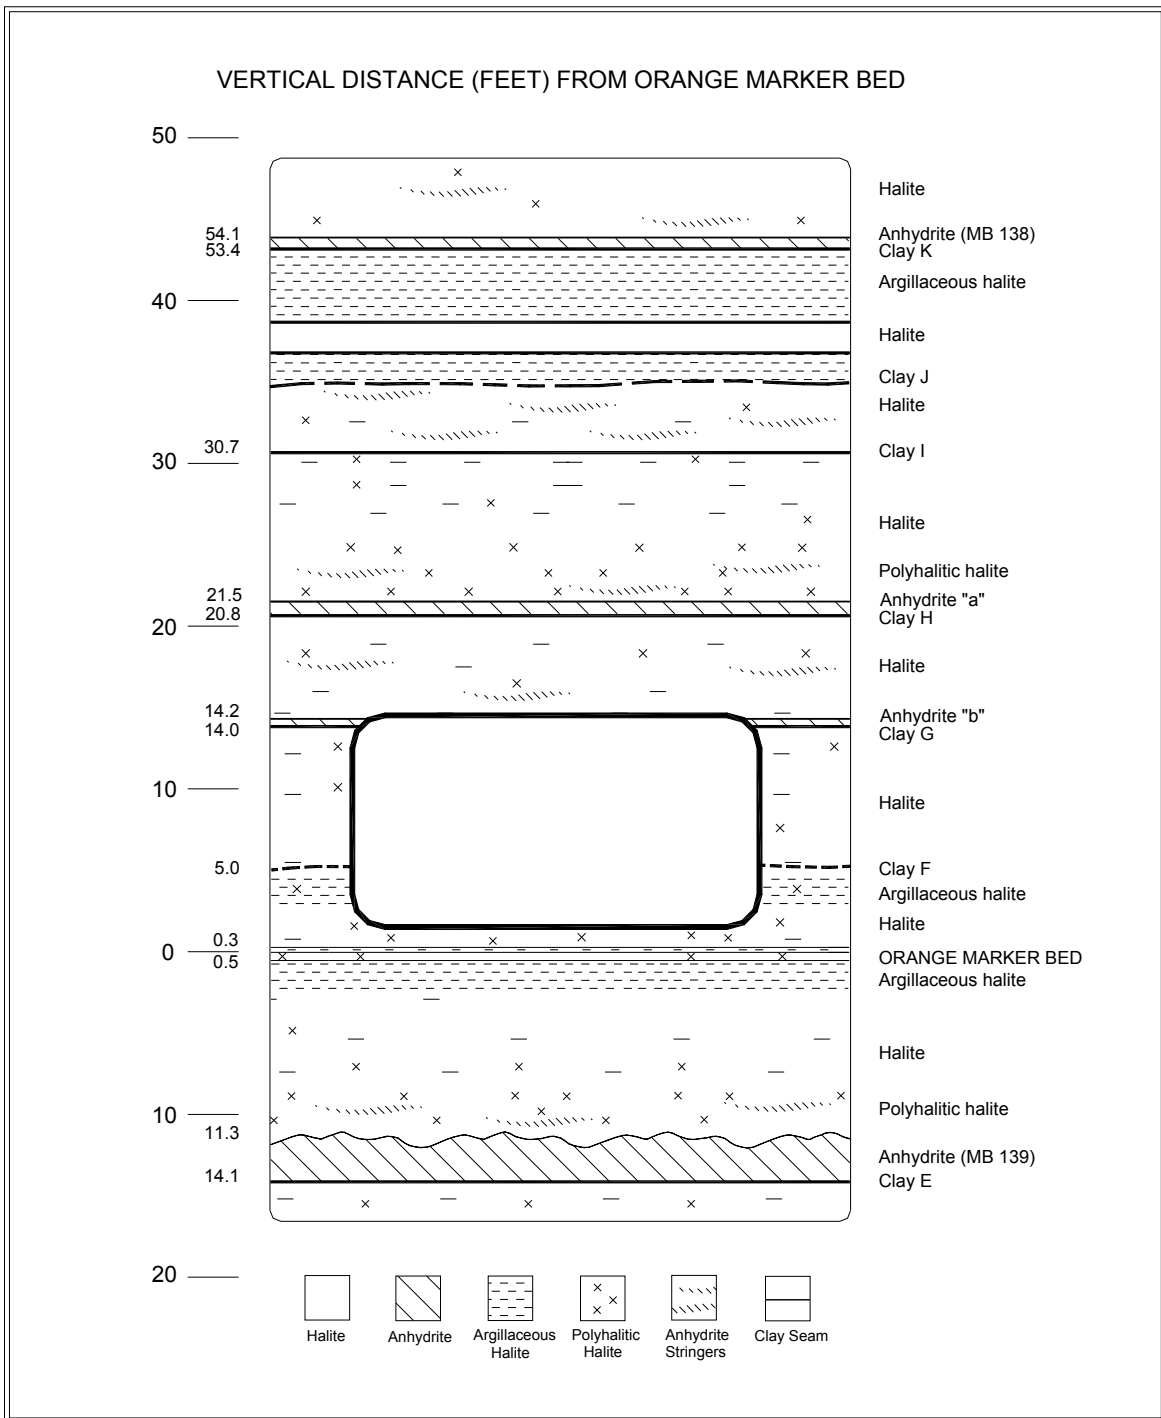 VERTICAL DISTANCE (FEET) FROM ORANGE MARKER BED
50
Halite
54.1 Anhydrite (MB 138)
53.4 Clay K
Argillaceous halite
40
Halite
Clay J
Halite
30.7 Clay I
30
Halite
Polyhalitic halite
21.5 Anhydrite "a"
20.8 Clay H
20
Halite
14.2 Anhydrite "b"
14.0 Clay G
10
Halite
5.0 Clay F
Argillaceous halite
Halite
0.3
0 ORANGE MARKER BED
0.5
Argillaceous halite
Halite
10 Polyhalitic halite
11.3
Anhydrite (MB 139)
14.1 Clay E
20
Halite
Anhydrite
Argillaceous
Halite
Polyhalitic
Halite
Anhydrite
Stringers
Clay Seam